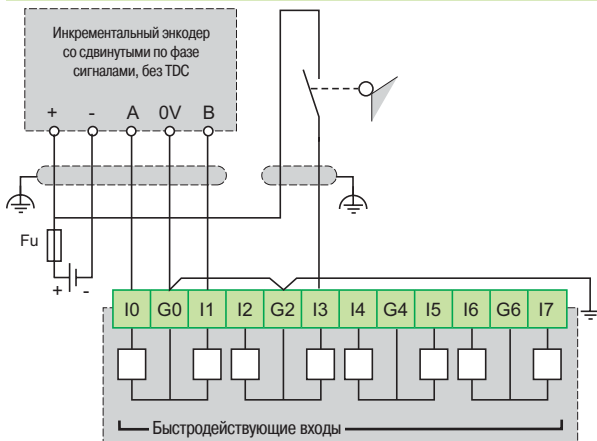 Инкрементальный энкодер
со сдвинутыми по фазе
сигналами, без TDC
+ - A 0V B
Fu
+ -
I0 G0 I1 I2 G2 I3 I4 G4 I5 I6 G6 I7
Быстродействующие входы